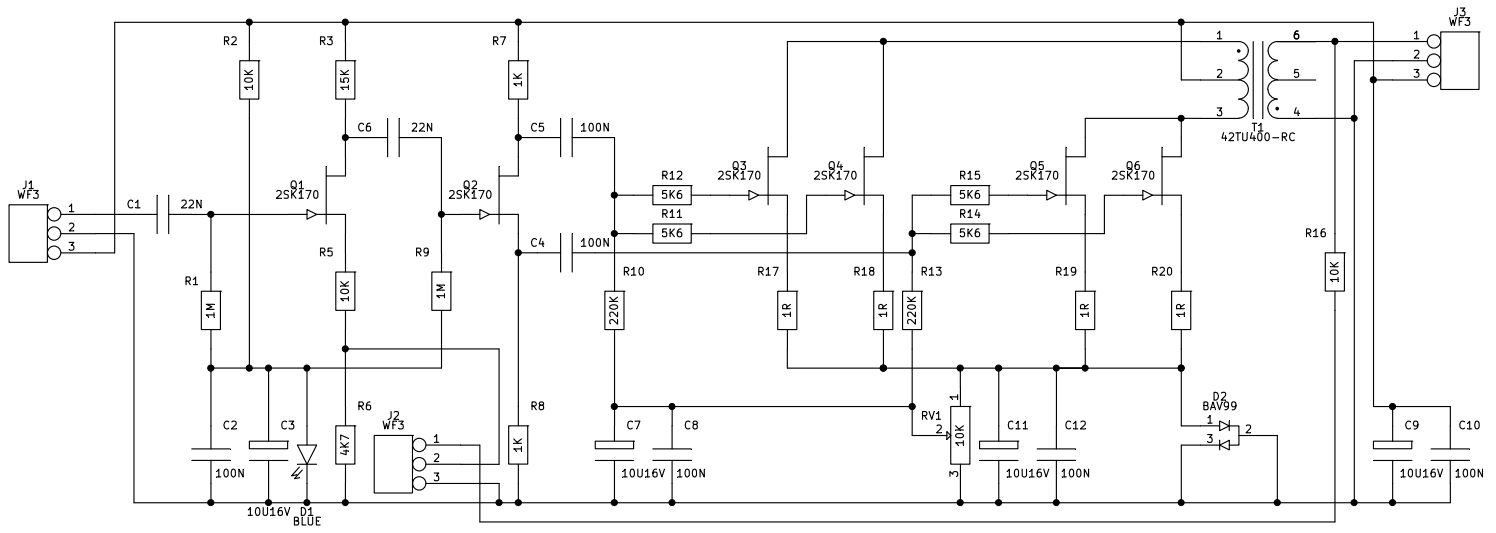 J3
WF3
R2
R3
R7
1
6
1
2
10K
15K
1K
2
5
3
C6
22N
C5
100N
3
4
T1
42TU400-RC
J1
WF3
Q1
2SK170
Q2
2SK170
R12
5K6
Q3
2SK170
Q4
2SK170
R15
5K6
Q5
2SK170
Q6
2SK170
1
2
3
C1
22N
R11
5K6
R14
5K6
R5
R9
C4
100N
R16
R1
R10
R17
R18
R13
R19
R20
10K
1M
1M
10K
220K
1R
1R
220K
1R
1R
R6
J2
WF3
R8
RV1
1
2
10K
3
D2
BAV99
1
3
2
C2
C3
C7
C8
C11
C12
C9
C10
4K7
1
2
3
1K
100N
10U16V
D1
BLUE
10U16V
100N
10U16V
100N
10U16V
100N